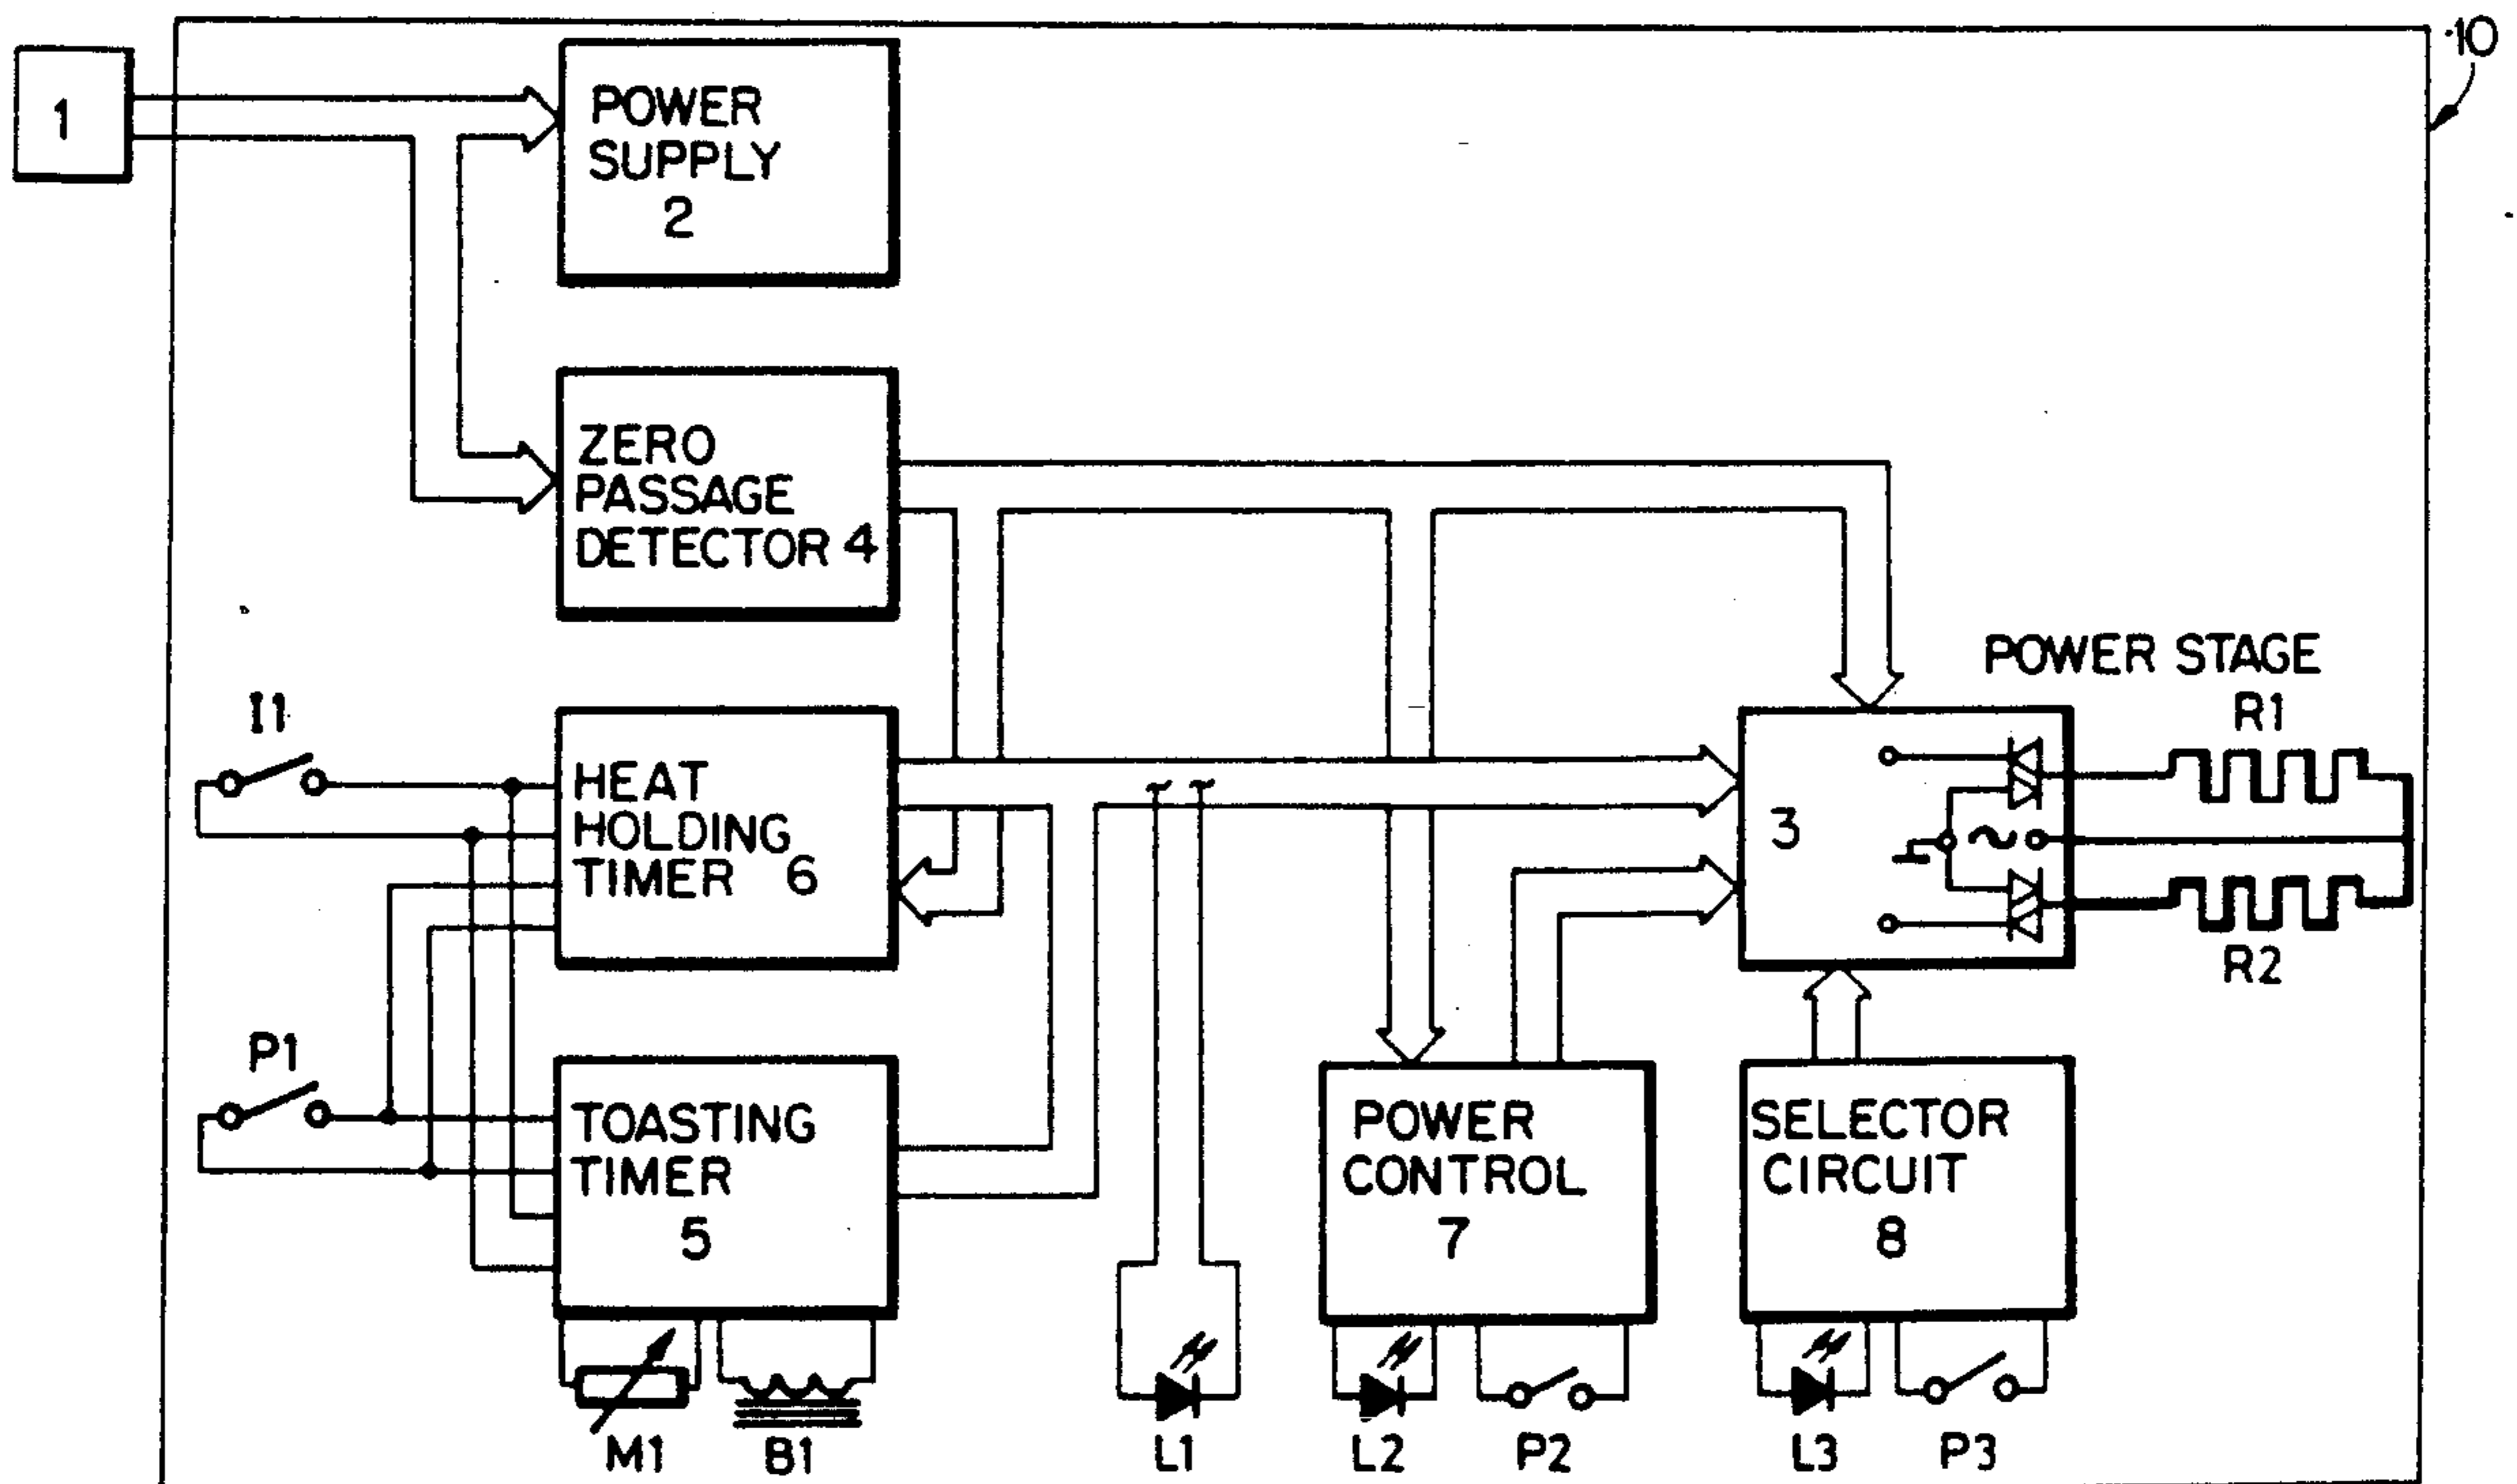 10
1
POWER
SUPPLY
2
ZERO
PASSAGE
DETECTOR 4
POWER STAGE
I1
R1
HEAT
HOLDING
TIMER 6
3
R2
P1
TOASTING
TIMER
5
POWER
CONTROL
7
SELECTOR
CIRCUIT
8
M1
B1
L1
L2
P2
L3
P3